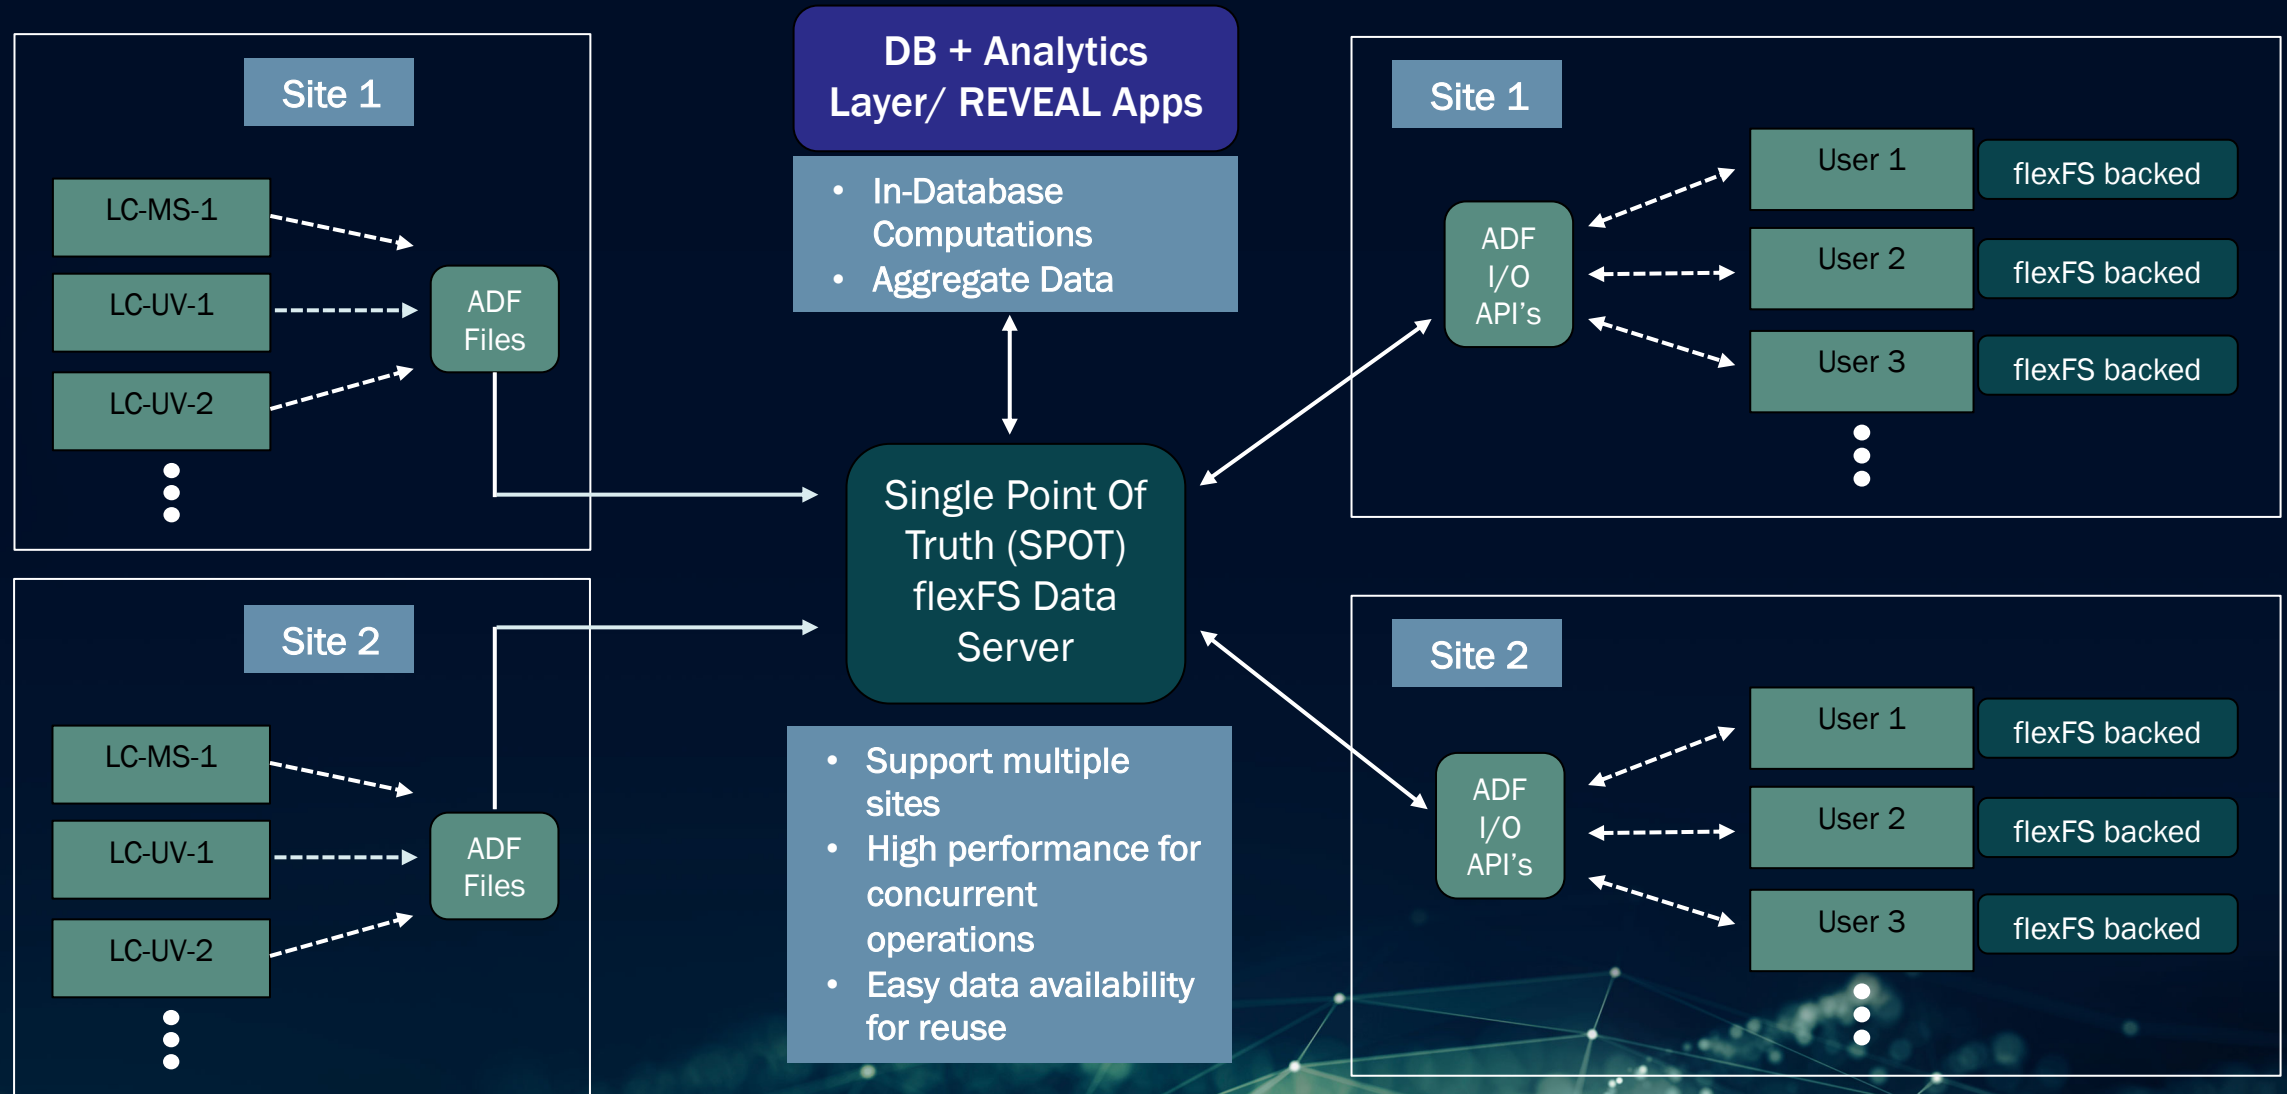 Site 1
LC-MS-1
LC-UV-1
LC-UV-2
ADF
Files
Site 2
LC-MS-1
LC-UV-1
LC-UV-2
ADF
Files
DB + Analytics
Layer/ REVEAL Apps
• In-Database
Computations
• Aggregate Data
Single Point Of
Truth (SPOT)
flexFS Data
Server
• Support multiple
sites
• High performance for
concurrent
operations
• Easy data availability
for reuse
Site 1
ADF
I/O
API's
User 1
flexFS backed
User 2
flexFS backed
User 3
flexFS backed
Site 2
ADF
I/O
API's
User 1
flexFS backed
User 2
flexFS backed
User 3
flexFS backed